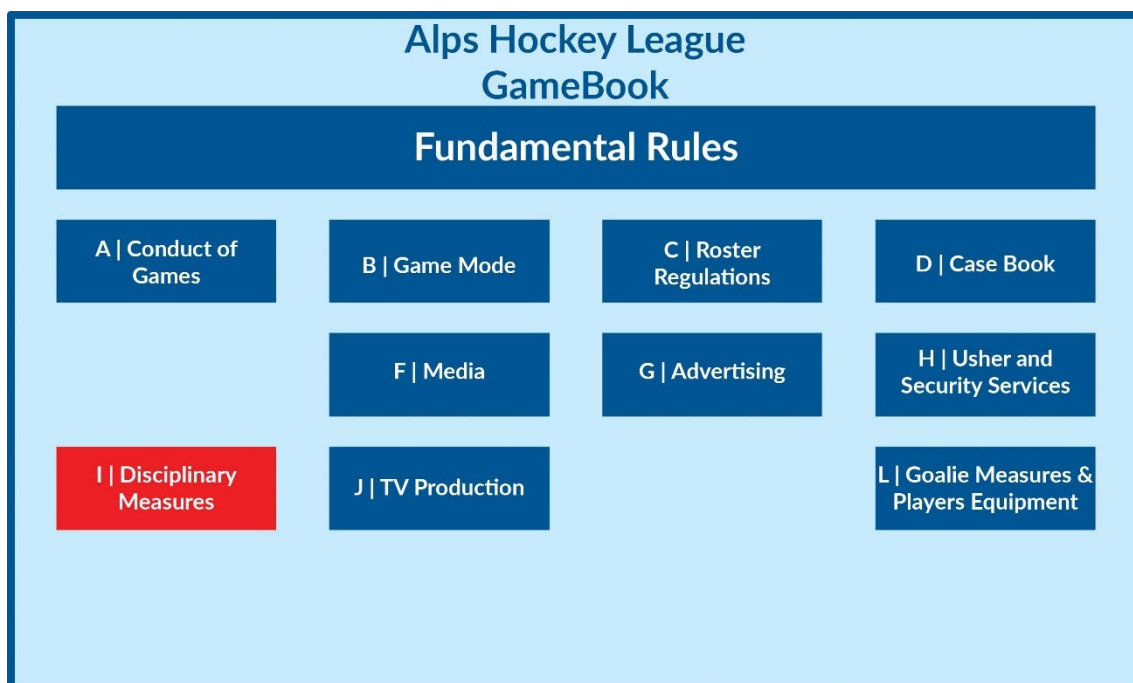 Alps Hockey League
GameBook
Fundamental Rules
A | Conduct of
Games
B | Game Mode
C | Roster
Regulations
D | Case Book
F | Media
G | Advertising
H | Usher and
Security Services
I | Disciplinary
Measures
J | TV Production
L | Goalie Measures &
Players Equipment